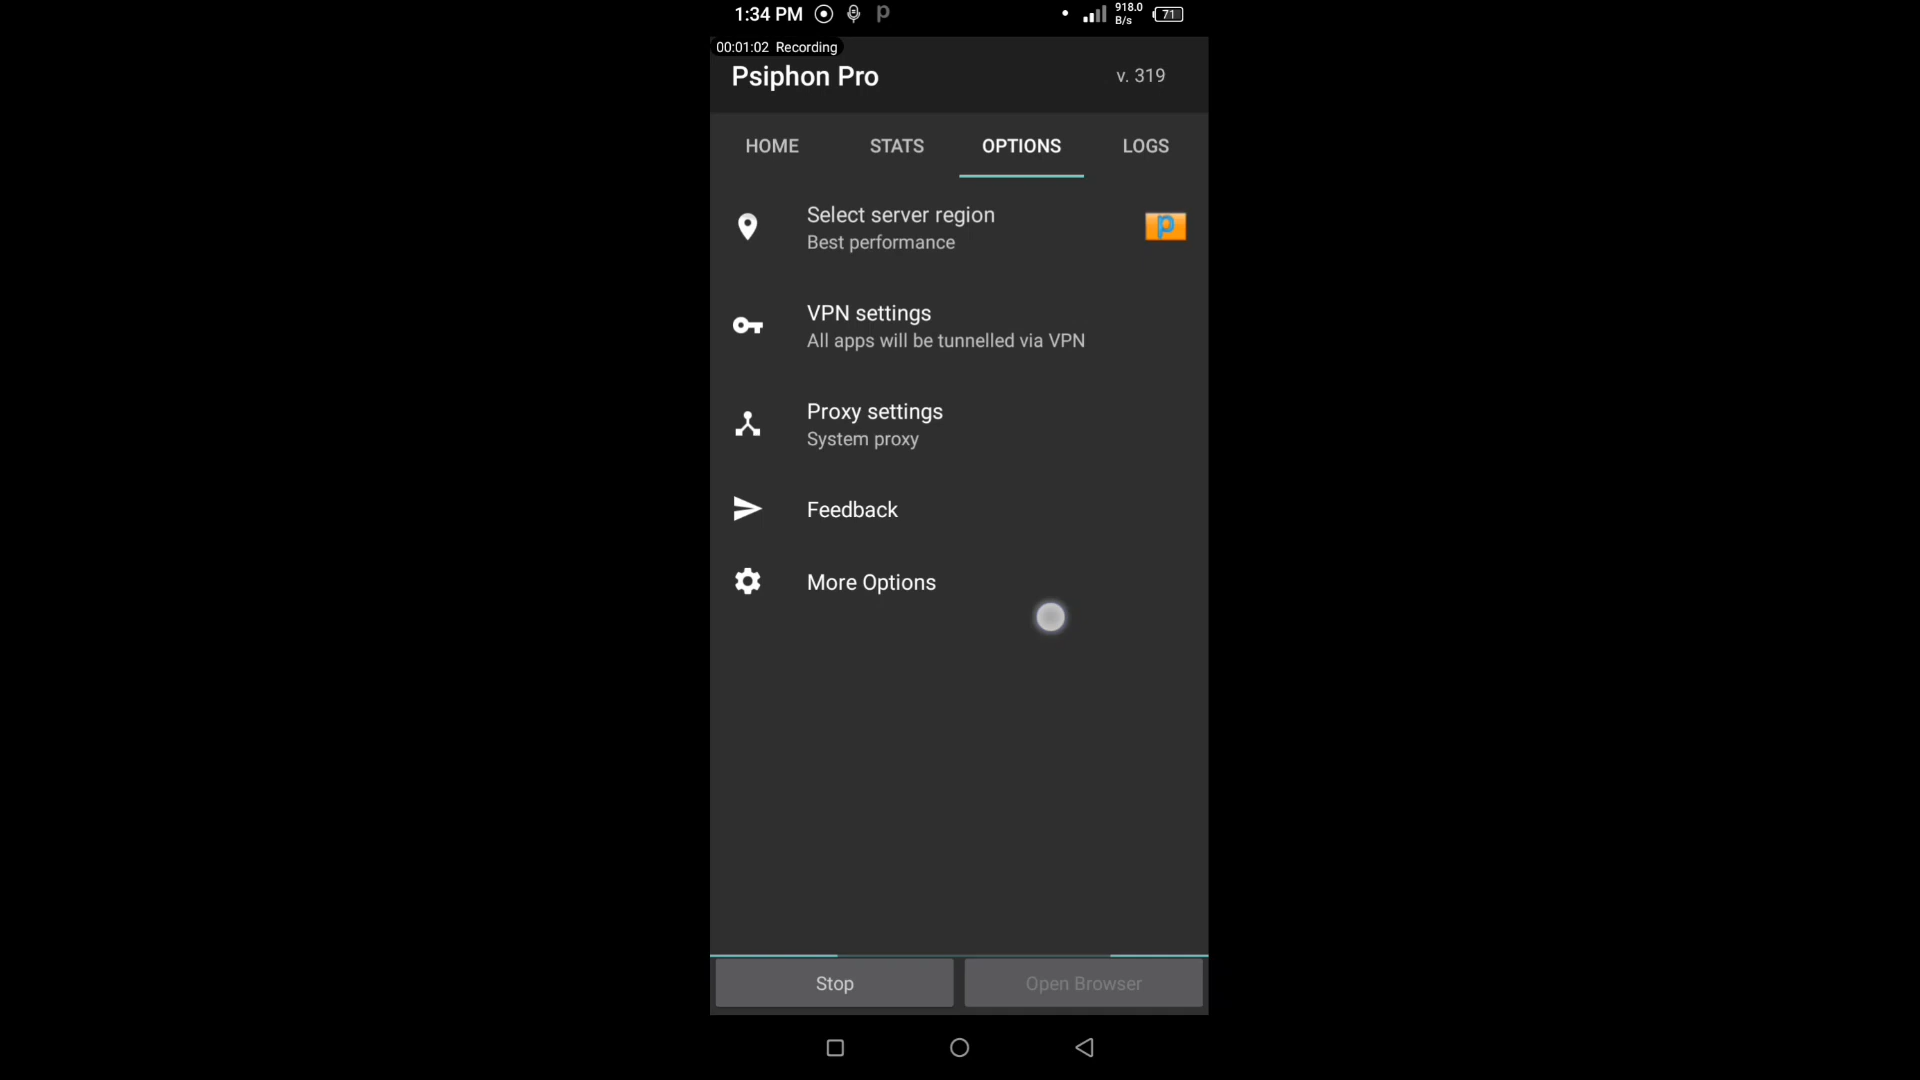 1:34 PM p 918.0 B/s 71
00:01:02 Recording
Psiphon Pro v. 319
HOME STATS OPTIONS LOGS
Select server region
Best performance
P
VPN settings
All apps will be tunnelled via VPN
Proxy settings
System proxy
Feedback
More Options
Stop Open Browser